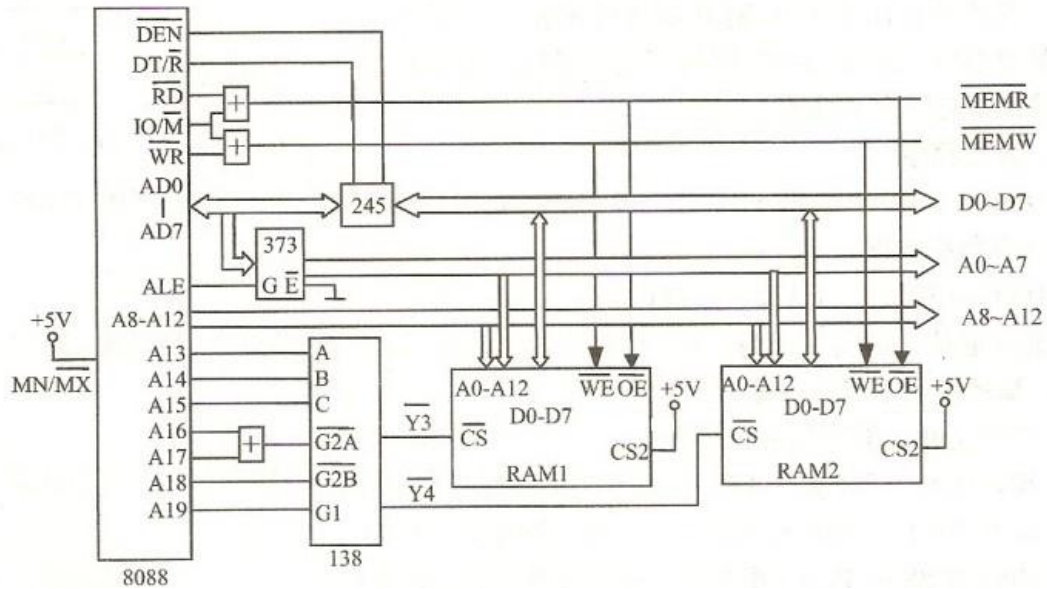 DEN
DT/R
RD
IO/M
WR
AD0
AD7
ALE
A8-A12
+5V
MN/MX
A13
A14
A15
A16
A17
A18
A19
8088
+
+
+
245
373
G E
A
B
C
G2A
G2B
G1
138
Y3
Y4
A0-A12
WE OE
D0-D7
CS
CS2
RAM1
+5V
A0-A12
WE OE
D0-D7
CS
CS2
RAM2
+5V
MEMR
MEMW
D0~D7
A0~A7
A8~A12